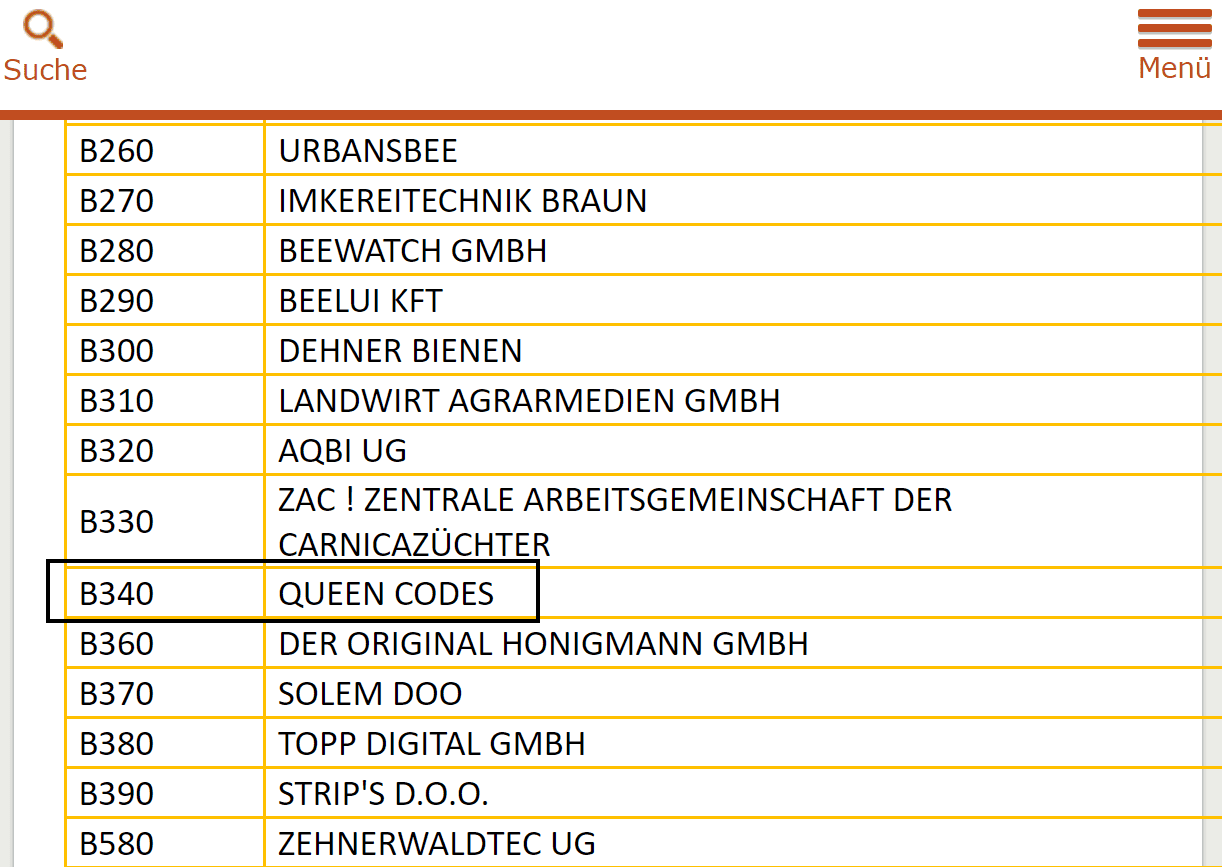 Suche
Menü
B260 URBANSBEE
B270 IMKEREITECHNIK BRAUN
B280 BEEWATCH GMBH
B290 BEELUI KFT
B300 DEHNER BIENEN
B310 LANDWIRT AGRARMEDIEN GMBH
B320 AQBI UG
B330 ZAC ! ZENTRALE ARBEITSGEMEINSCHAFT DER
CARNICAZÜCHTER
B340 QUEEN CODES
B360 DER ORIGINAL HONIGMANN GMBH
B370 SOLEM DOO
B380 TOPP DIGITAL GMBH
B390 STRIP'S D.O.O.
B580 ZEHNERWALDTEC UG